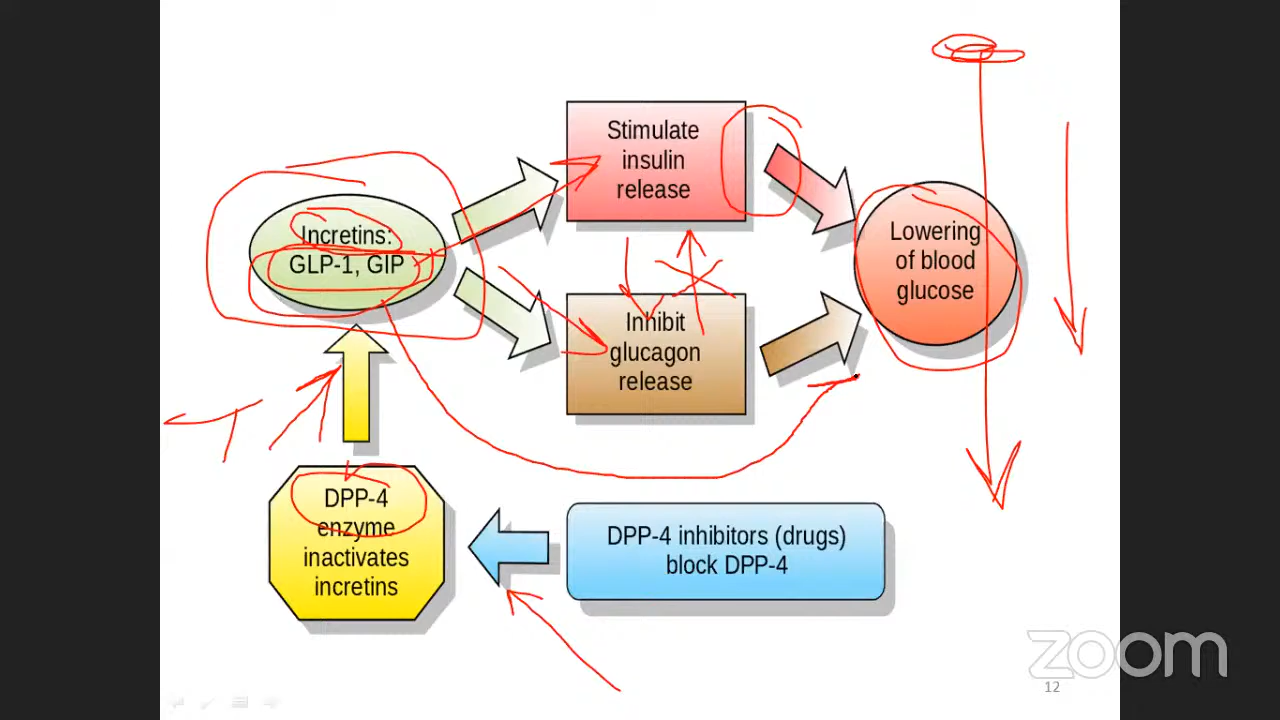 Stimulate
insulin
release
Incretins:
GLP-1, GIP
Lowering
of blood
glucose
Inhibit
glucagon
release
DPP-4
enzyme
inactivates
incretins
DPP-4 inhibitors (drugs)
block DPP-4
zoom
12